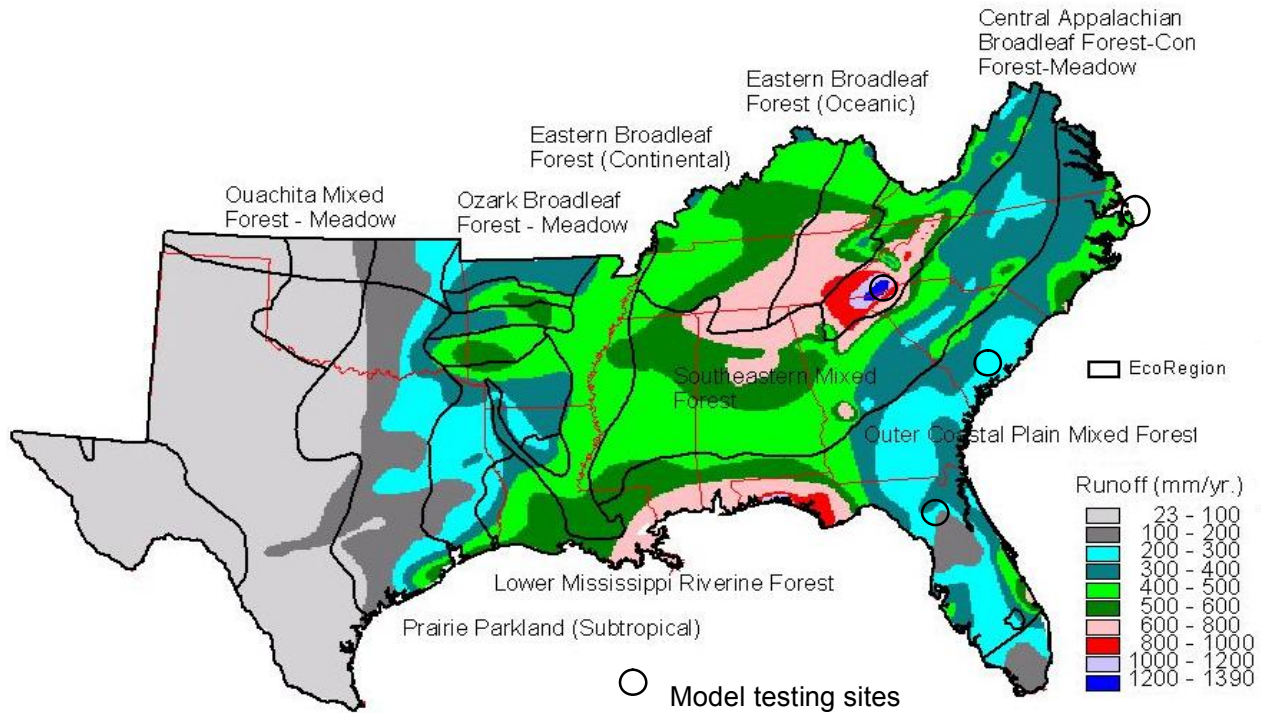 Central Appalachian
Broadleaf Forest-Con
Forest-Meadow
Eastern Broadleaf
Forest (Oceanic)
Eastern Broadleaf
Forest (Continental)
Ouachita Mixed
Forest - Meadow
Ozark Broadleaf
Forest - Meadow
Southeastern Mixed
Forest
EcoRegion
Outer Coastal Plain Mixed Forest
Runoff (mm/yr.)
23 - 100
100 - 200
200 - 300
300 - 400
400 - 500
500 - 600
600 - 800
800 - 1000
1000 - 1200
1200 - 1390
Lower Mississippi Riverine Forest
Prairie Parkland (Subtropical)
Model testing sites